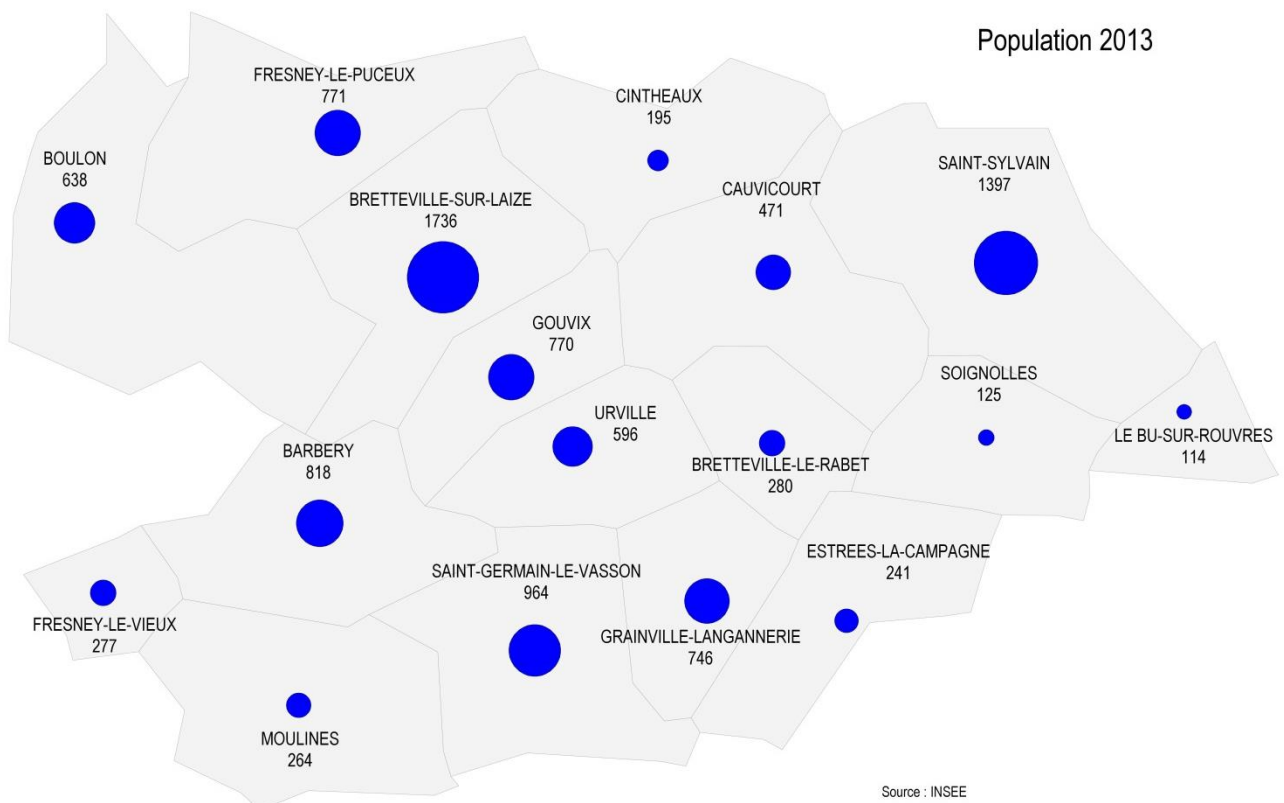 Population 2013
FRESNEY-LE-PUCEUX
771
CINTHEAUX
195
BOULON
638
SAINT-SYLVAIN
1397
BRETTEVILLE-SUR-LAIZE
1736
CAUVICOURT
471
GOUVIX
770
SOIGNOLLES
125
URVILLE
596
LE BU-SUR-ROUVRES
114
BARBERY
818
BRETTEVILLE-LE-RABET
280
ESTREES-LA-CAMPAGNE
241
SAINT-GERMAIN-LE-VASSON
964
FRESNEY-LE-VIEUX
277
GRAINVILLE-LANGANNERIE
746
MOULINES
264
Source : INSEE